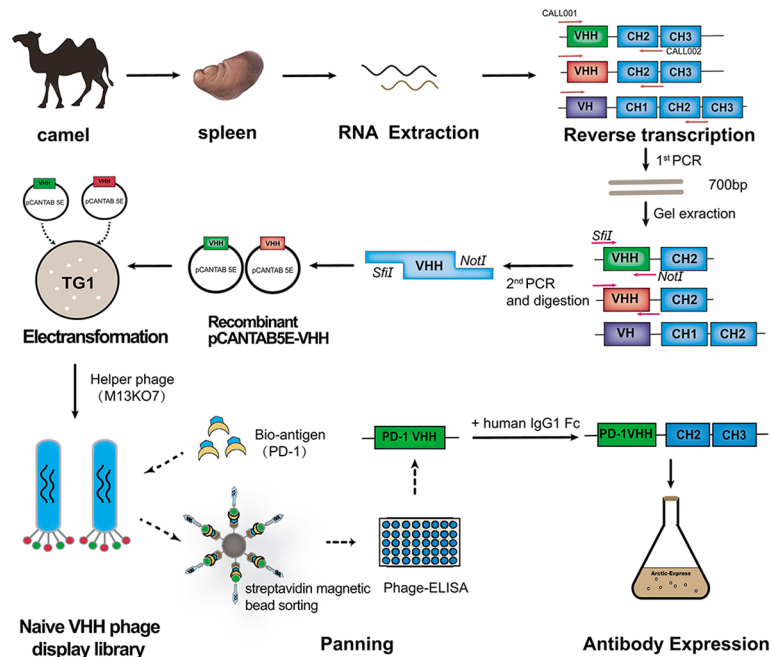 CALL001
VHH CH2 CH3
CALL002
VHH CH2 CH3
VH CH1 CH2 CH3
camel
spleen
RNA Extraction
Reverse transcription
1st PCR
700bp
Gel exraction
SfiI
VHH CH2
NotI
VHH CH2
VH CH1 CH2
2nd PCR
and digestion
NotI
VHH
SfiI
VHH VHH
pCANTAB 5E pCANTAB 5E
Recombinant
pCANTAB5E-VHH
VHH VHH
pCANTAB 5E pCANTAB 5E
TG1
Electransformation
Helper phage
(M13KO7)
Naive VHH phage
display library
Bio-antigen
(PD-1)
streptavidin magnetic
bead sorting
Phage-ELISA
PD-1 VHH
Panning
+ human IgG1 Fc
PD-1VHH CH2 CH3
Arctic-Express
Antibody Expression